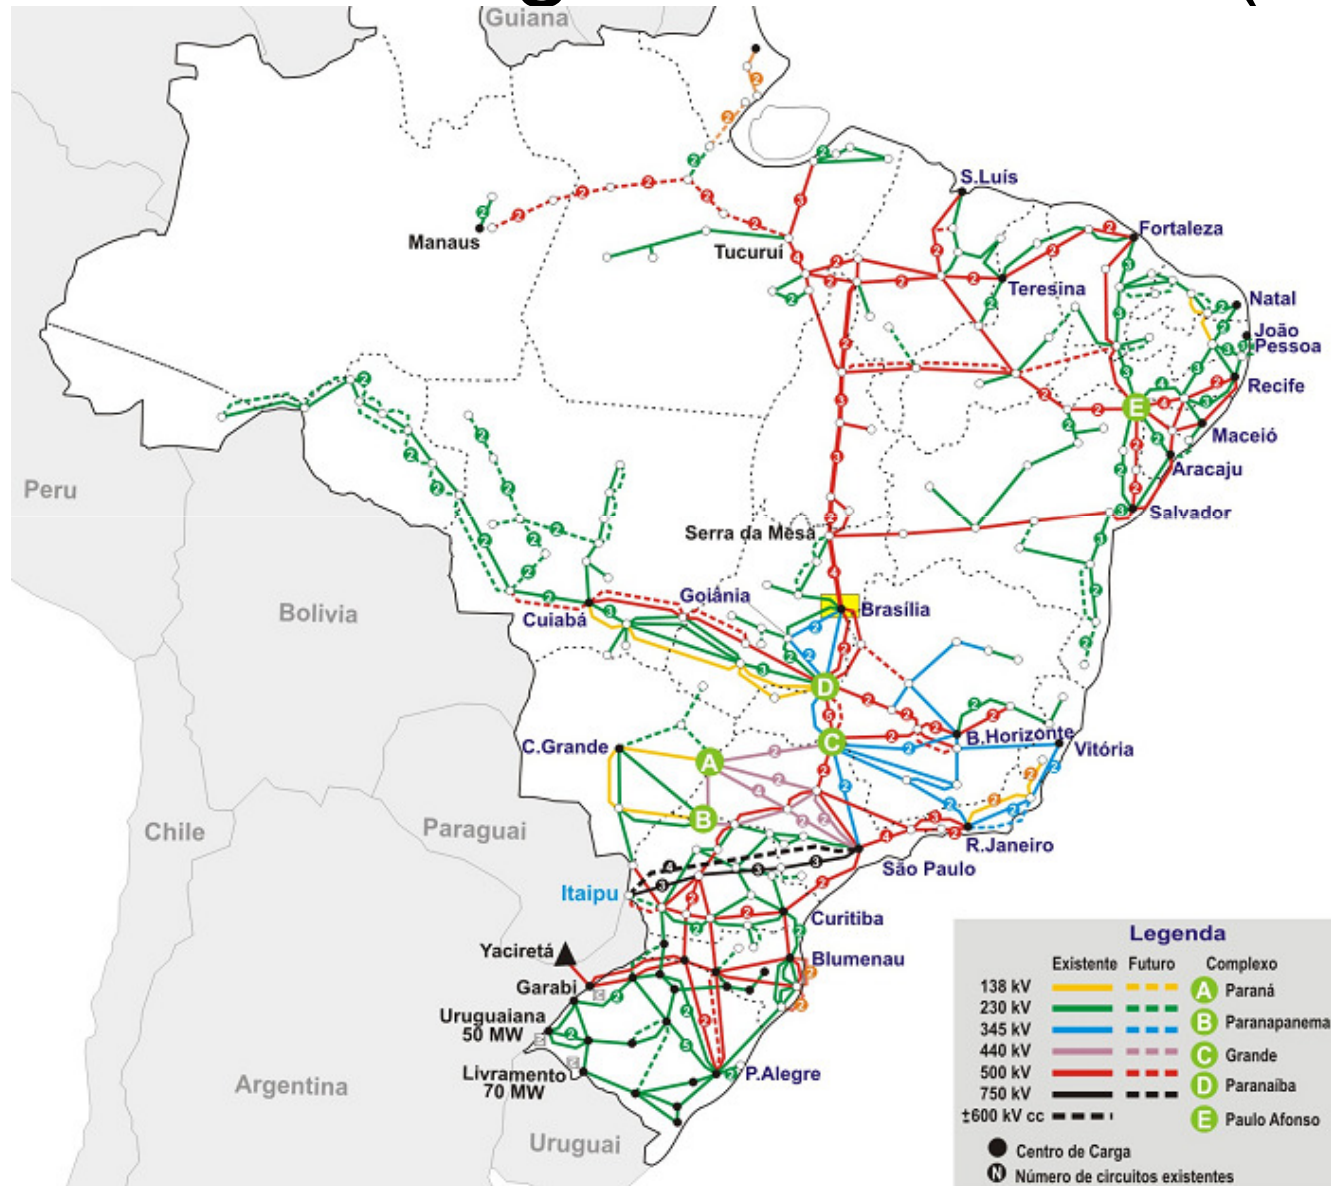 Guiana
S.Luís
Fortaleza
Manaus
Tucuruí
Teresina
Natal
João
Pessoa
Recife
Maceió
Aracaju
Peru
Salvador
Serra da Mesa
Bolivia
Goiânia
Brasília
Cuiabá
D
C.Grande
A
C
B.Horizonte
Vitória
B
Chile
Paraguai
R.Janeiro
São Paulo
Itaipu
Curitiba
Yaciretá
Blumenau
Garabi
Uruguaiana
50 MW
Livramento
70 MW
P.Alegre
Argentina
Uruguai
E
Legenda
Existente Futuro Complexo
138 kV A Paraná
230 kV B Paranapanema
345 kV C Grande
440 kV
500 kV D Paranaíba
750 kV
±600 kV cc E Paulo Afonso
Centro de Carga
N Número de circuitos existentes